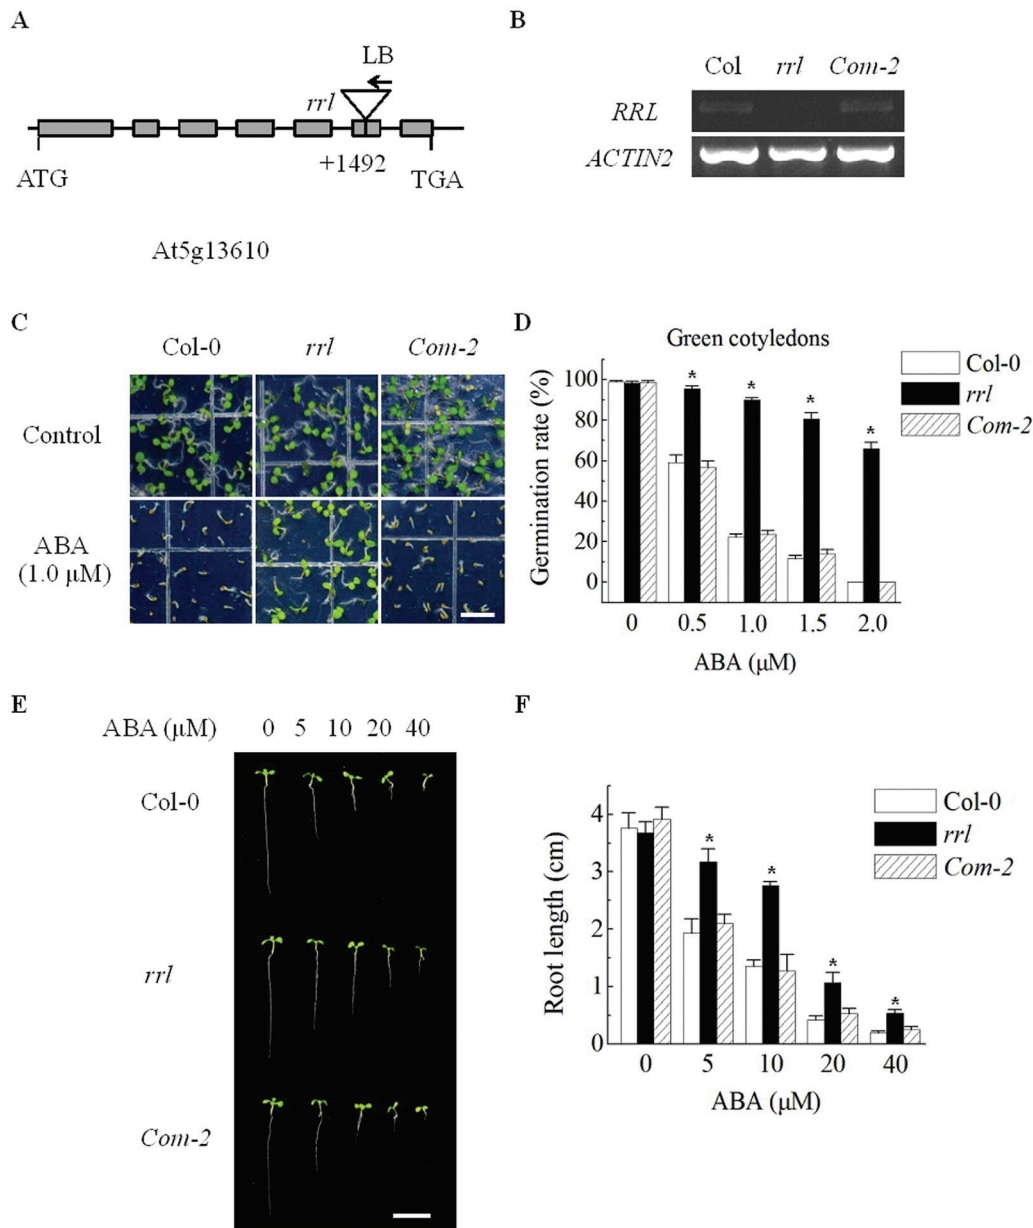 A
LB
rrl
+1492
ATG
TGA
At5g13610
B
Col rrl Com-2
RRL
ACTIN2
C
Col-0 rrl Com-2
Control
ABA
(1.0 μM)
D
Green cotyledons
Col-0
rrl
Com-2
Germination rate (%)
100
80
60
40
20
0
0 0.5 1.0 1.5 2.0
* * * *
ABA (μM)
E
ABA (μM) 0 5 10 20 40
Col-0
rrl
Com-2
F
Col-0
rrl
Com-2
Root length (cm)
4
3
2
1
0
* * * *
0 5 10 20 40
ABA (μM)